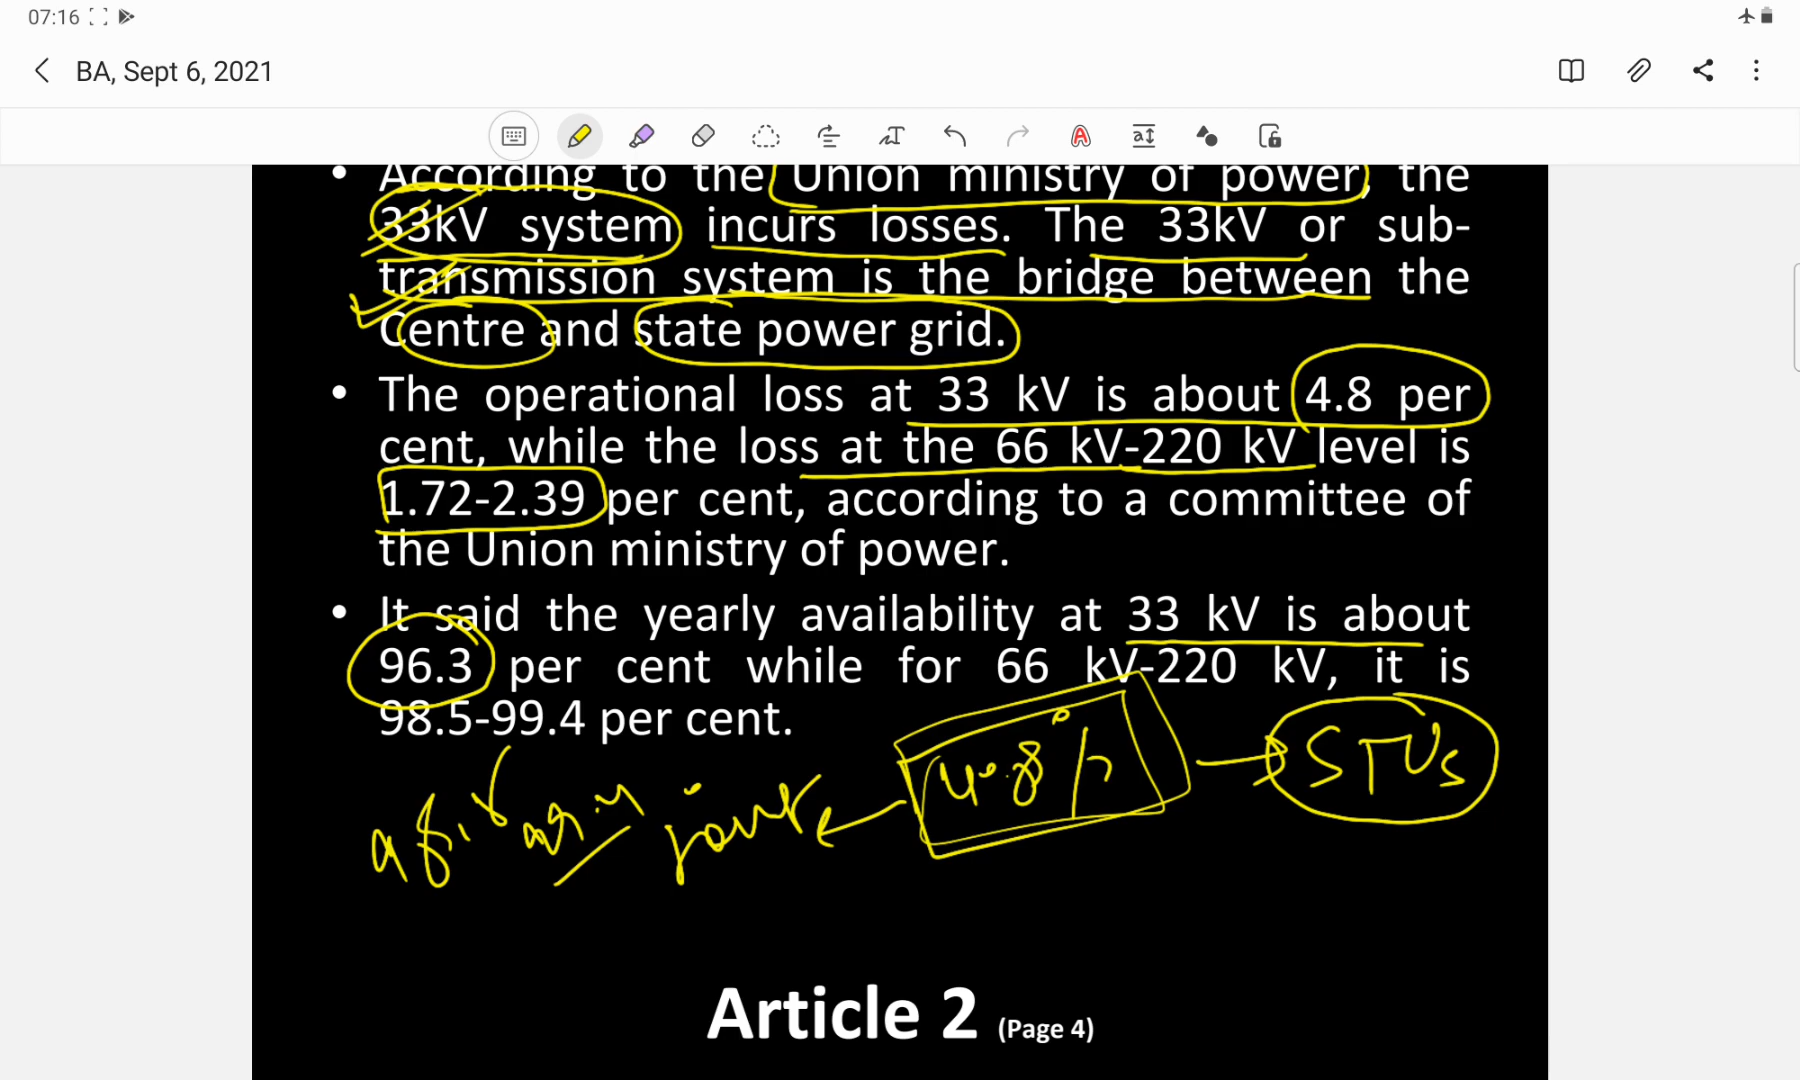 07:16
BA, Sept 6, 2021
• According to the Union ministry of power, the
33kV system incurs losses. The 33kV or sub-
transmission system is the bridge between the
Centre and state power grid.
• The operational loss at 33 kV is about 4.8 per
cent, while the loss at the 66 kV-220 kV level is
1.72-2.39 per cent, according to a committee of
the Union ministry of power.
• It said the yearly availability at 33 kV is about
96.3 per cent while for 66 kV-220 kV, it is
98.5-99.4 per cent.
4.8% STUs
Article 2 (Page 4)